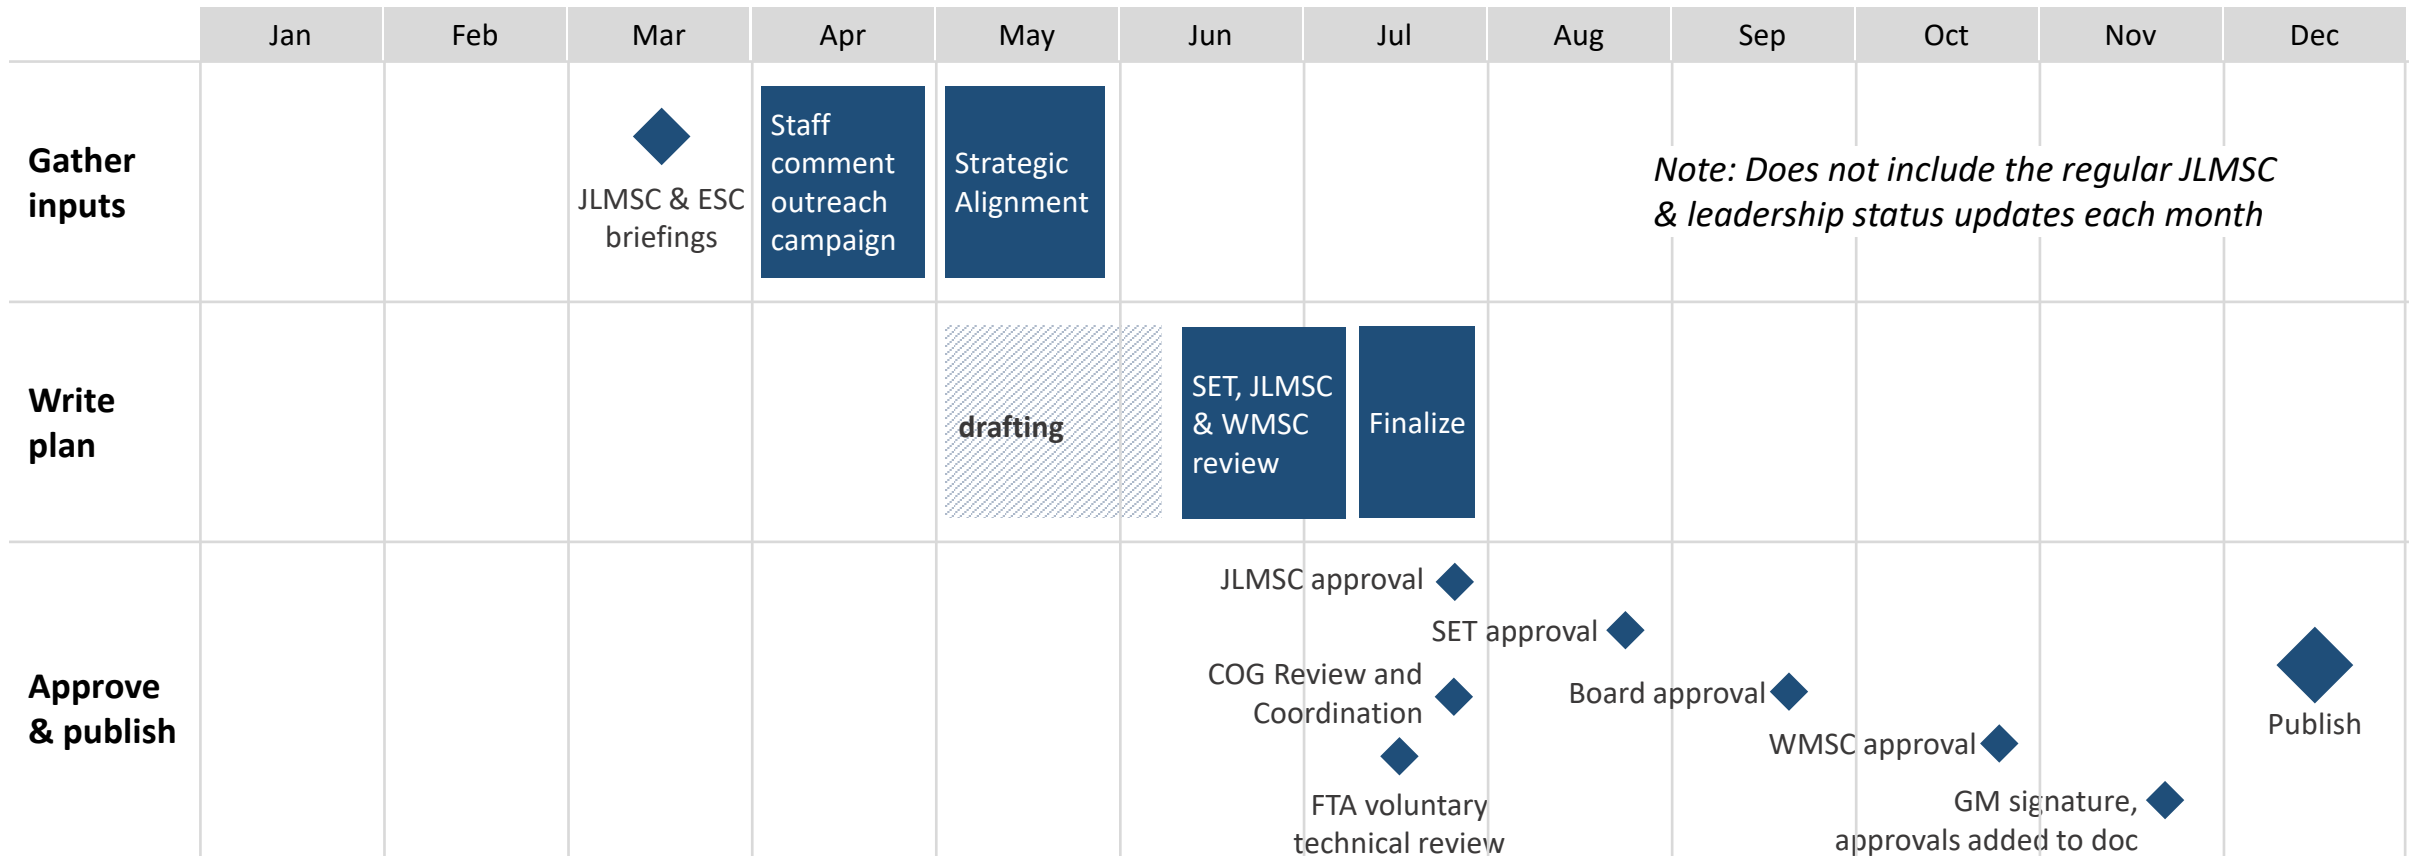 Jan
Feb
Mar
Apr
May
Jun
Jul
Aug
Sep
Oct
Nov
Dec
Gather
inputs
JLMSC & ESC
briefings
Staff
comment
outreach
campaign
Strategic
Alignment
Note: Does not include the regular JLMSC
& leadership status updates each month
Write
plan
drafting
SET, JLMSC
& WMSC
review
Finalize
Approve
& publish
JLMSC approval
SET approval
COG Review and
Coordination
Board approval
WMSC approval
FTA voluntary
technical review
GM signature,
approvals added to doc
Publish